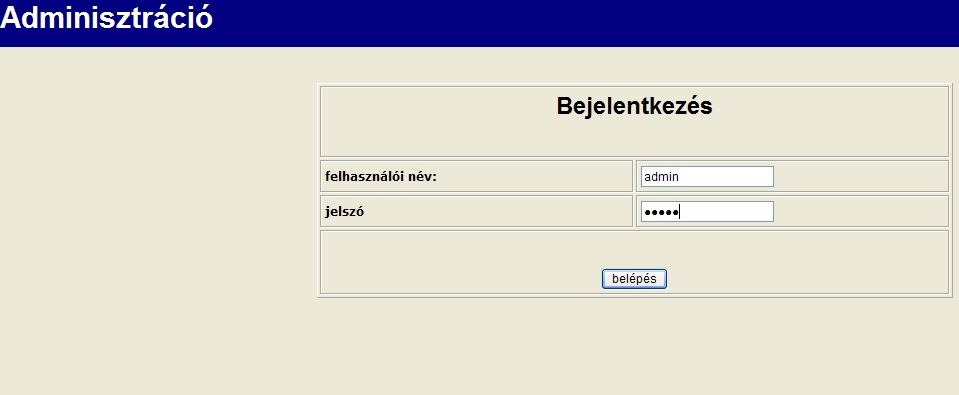 Adminisztráció
Bejelentkezés
felhasználói név: admin
jelszó •••••
belépés